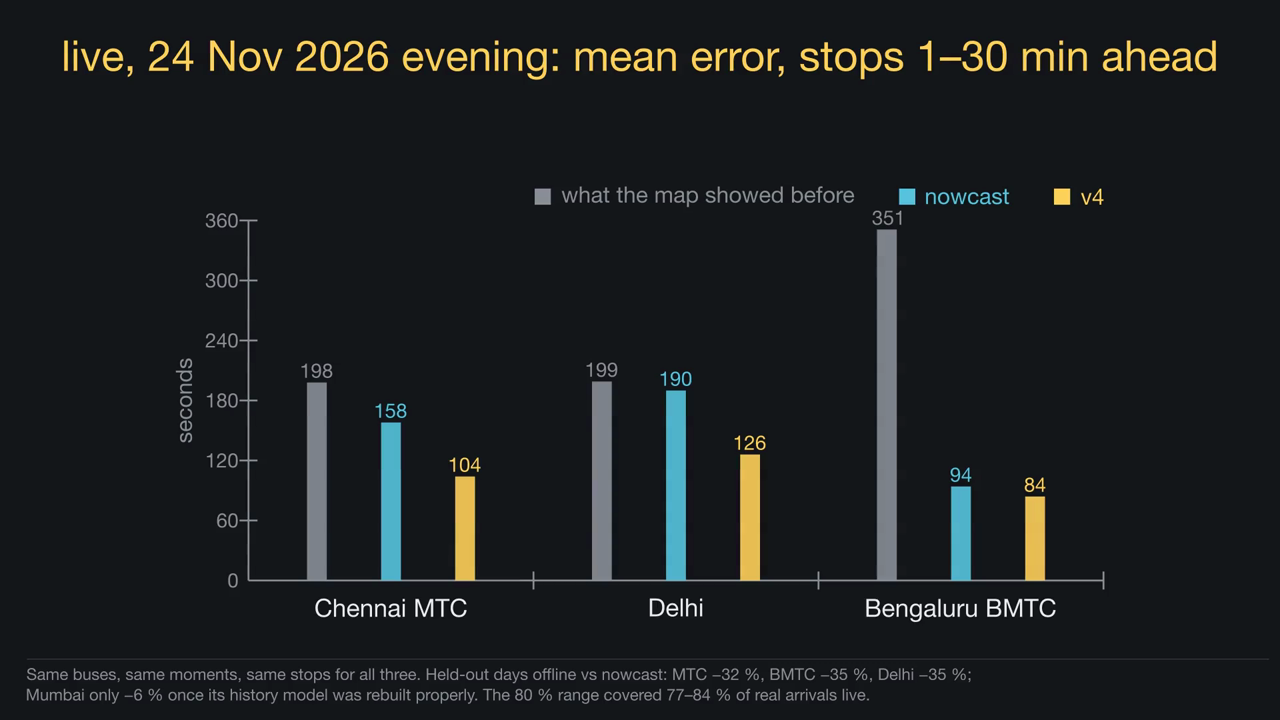 live, 24 Nov 2026 evening: mean error, stops 1–30 min ahead
what the map showed before
nowcast
v4
seconds
360
300
240
180
120
60
0
198
158
104
199
190
126
351
94
84
Chennai MTC
Delhi
Bengaluru BMTC
Same buses, same moments, same stops for all three. Held-out days offline vs nowcast: MTC −32 %, BMTC −35 %, Delhi −35 %;
Mumbai only −6 % once its history model was rebuilt properly. The 80 % range covered 77–84 % of real arrivals live.